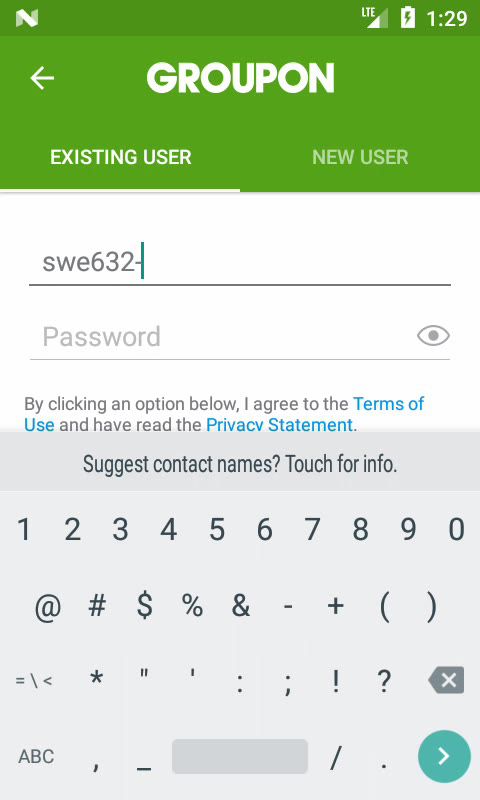 LTE 1:29
GROUPON
EXISTING USER NEW USER
swe632-
Password
By clicking an option below, I agree to the Terms of
Use and have read the Privacy Statement.
Suggest contact names? Touch for info.
1 2 3 4 5 6 7 8 9 0
@ # $ % & - + ( )
= \ < * " ' : ; ! ?
ABC , _ / .